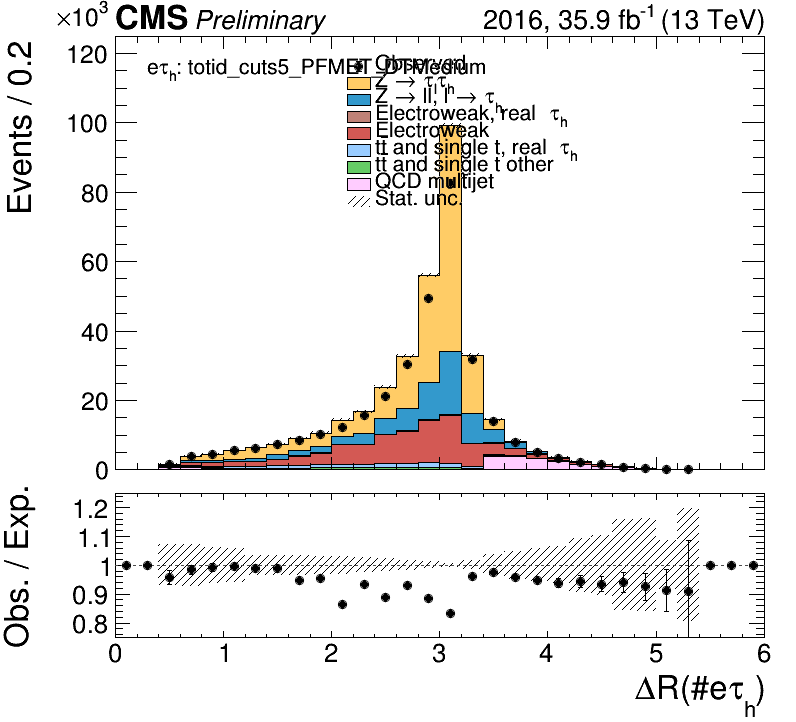 ×10³ CMS Preliminary 2016, 35.9 fb⁻¹ (13 TeV)
Events / 0.2
120
100
80
60
40
20
0
eτₕ: totid_cuts5_PFMET_DTMedium
Observed
Z → τₗτₕ
Z → ll, l → τₕ
Electroweak, real τₕ
Electroweak
tt̄ and single t, real τₕ
tt̄ and single t other
QCD multijet
Stat. unc.
Obs. / Exp.
1.2
1.1
1
0.9
0.8
0 1 2 3 4 5 6
ΔR(#eτₕ)